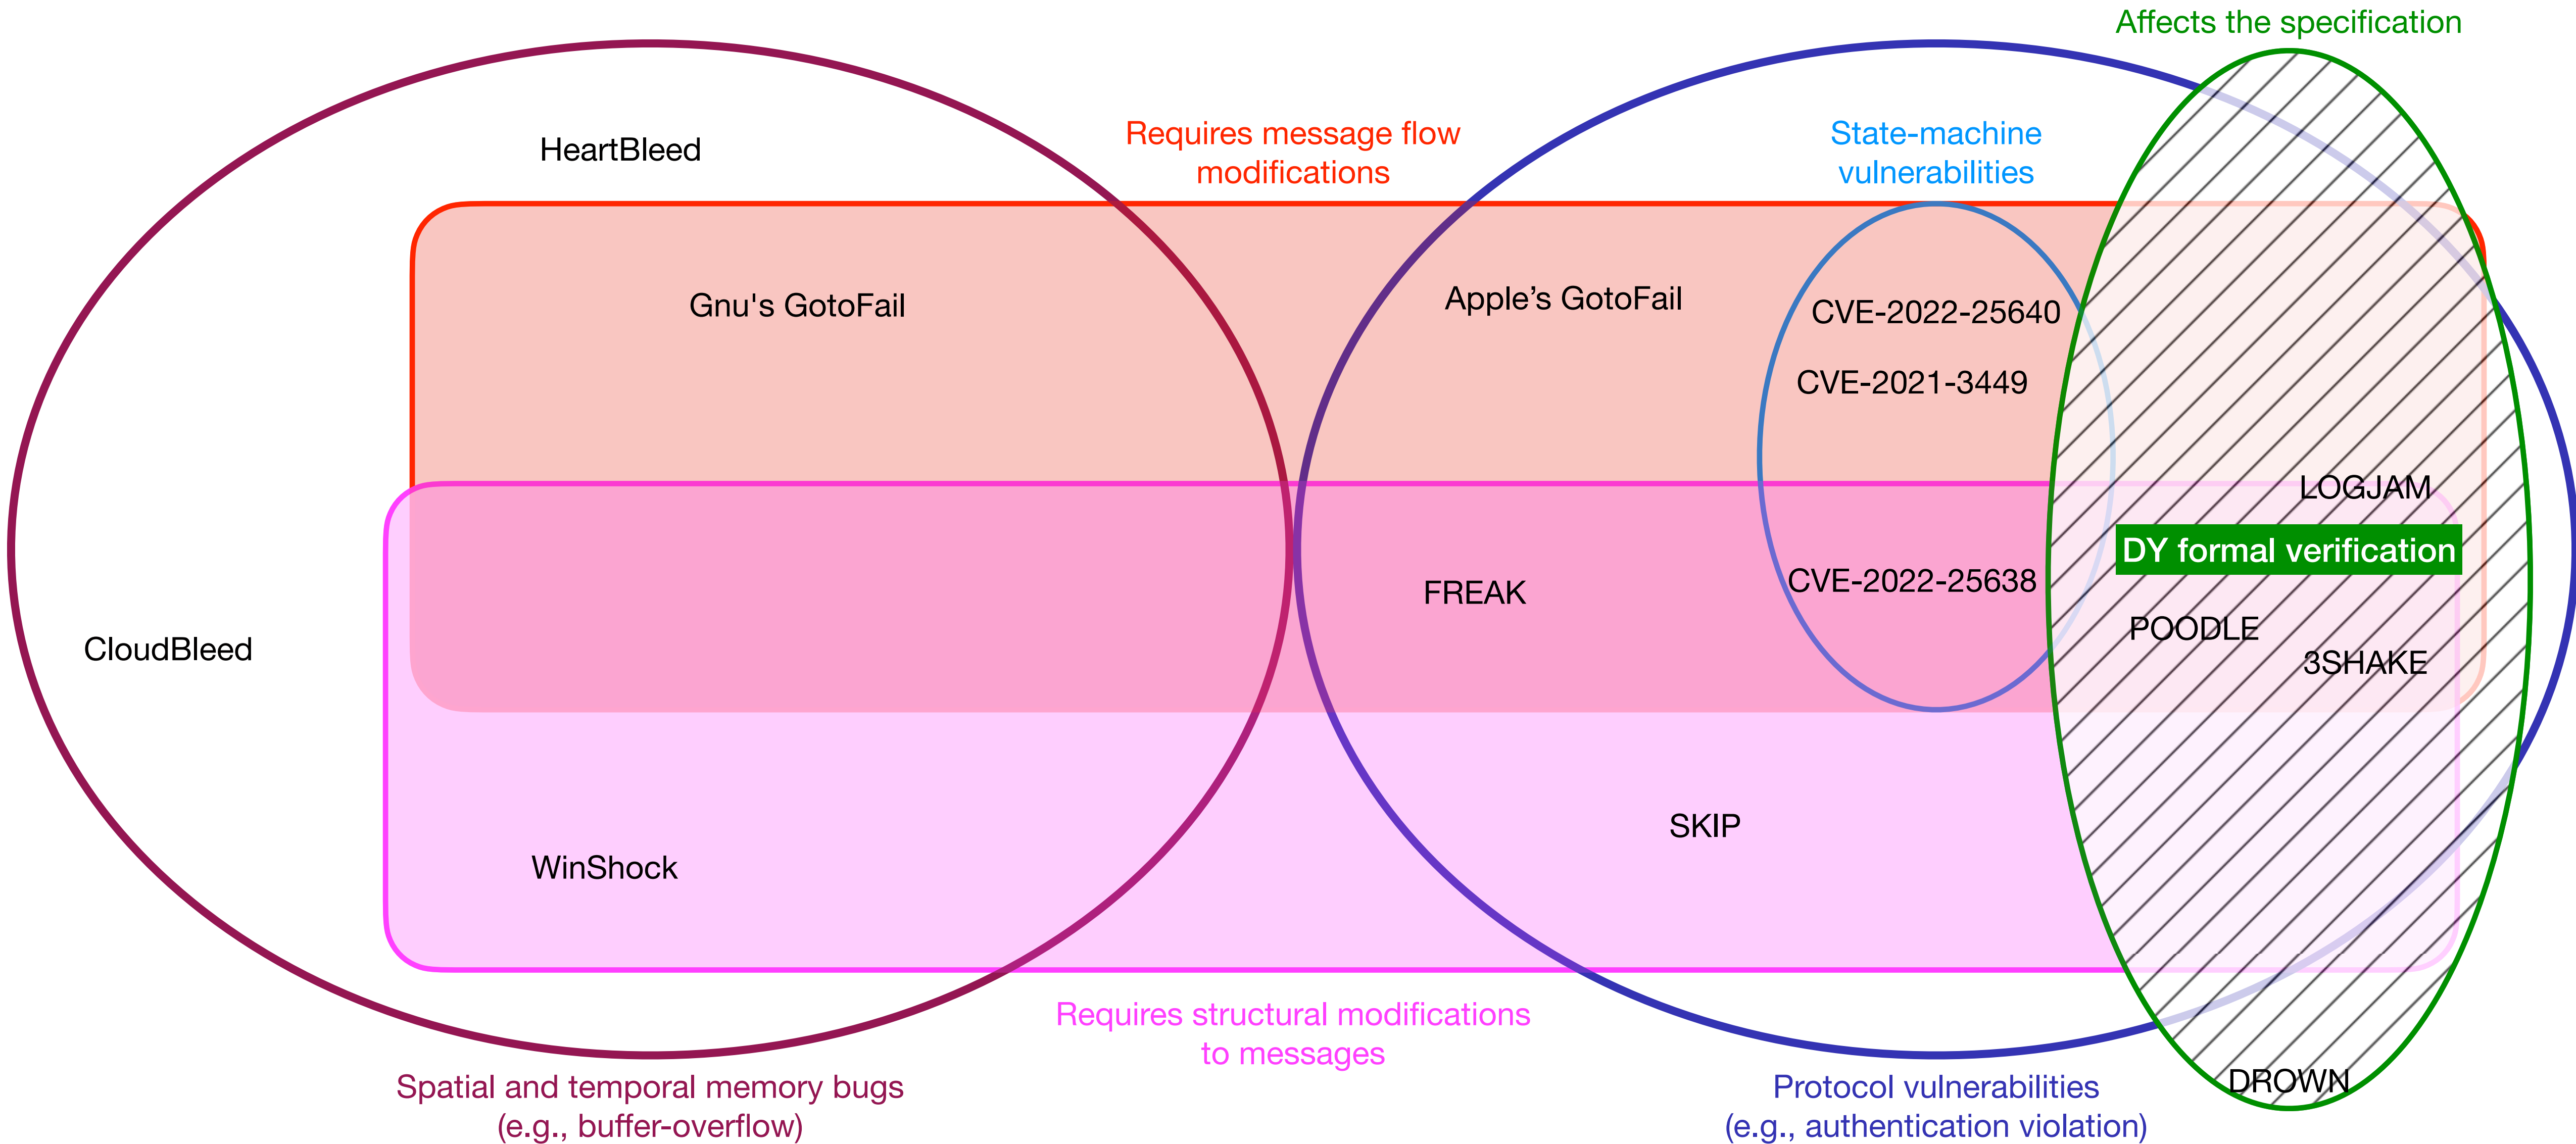 Affects the specification
HeartBleed
Requires message flow
modifications
State-machine
vulnerabilities
Gnu's GotoFail
Apple’s GotoFail
CVE-2022-25640
CVE-2021-3449
LOGJAM
DY formal verification
CVE-2022-25638
FREAK
POODLE
CloudBleed
3SHAKE
SKIP
WinShock
Requires structural modifications
to messages
DROWN
Spatial and temporal memory bugs
(e.g., buffer-overflow)
Protocol vulnerabilities
(e.g., authentication violation)